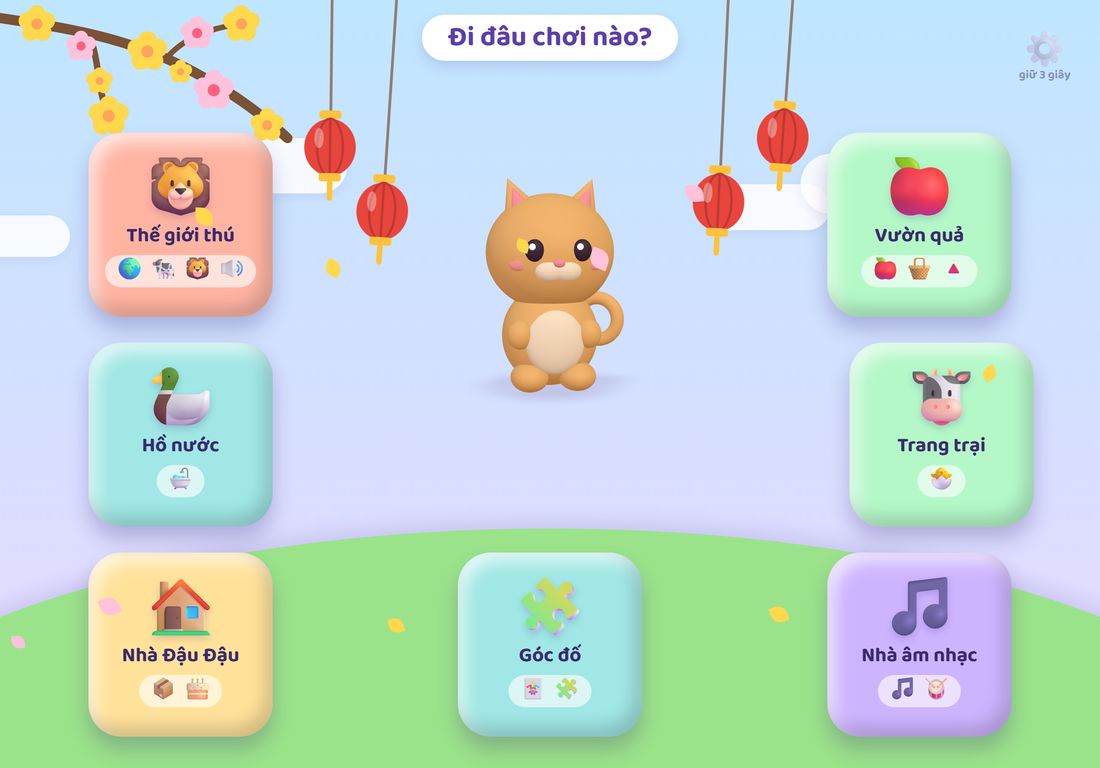 Đi đâu chơi nào?
giữ 3 giây
Thế giới thú
Vườn quả
Hồ nước
Trang trại
Nhà Đậu Đậu
Góc đố
Nhà âm nhạc